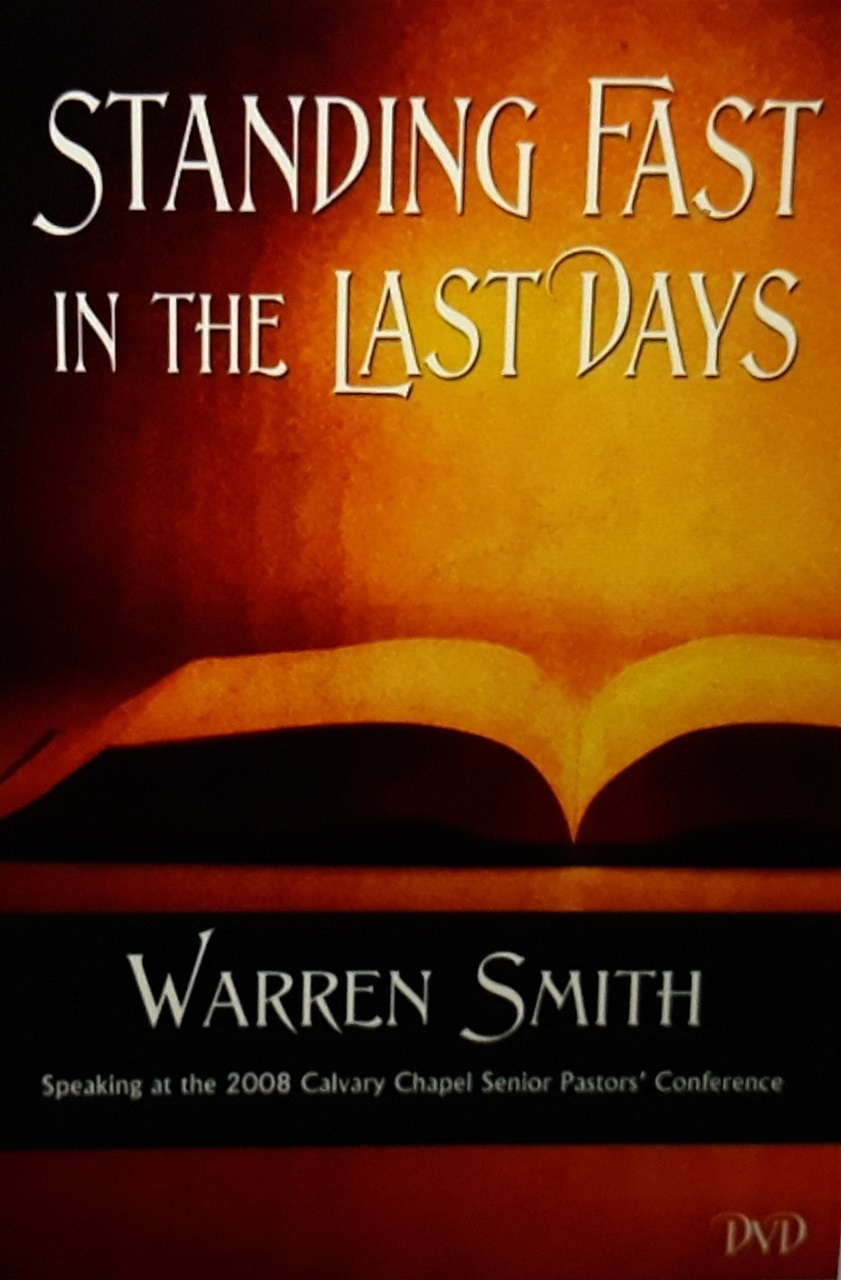 Standing Fast
in the Last Days
Warren Smith
Speaking at the 2008 Calvary Chapel Senior Pastors' Conference
DVD